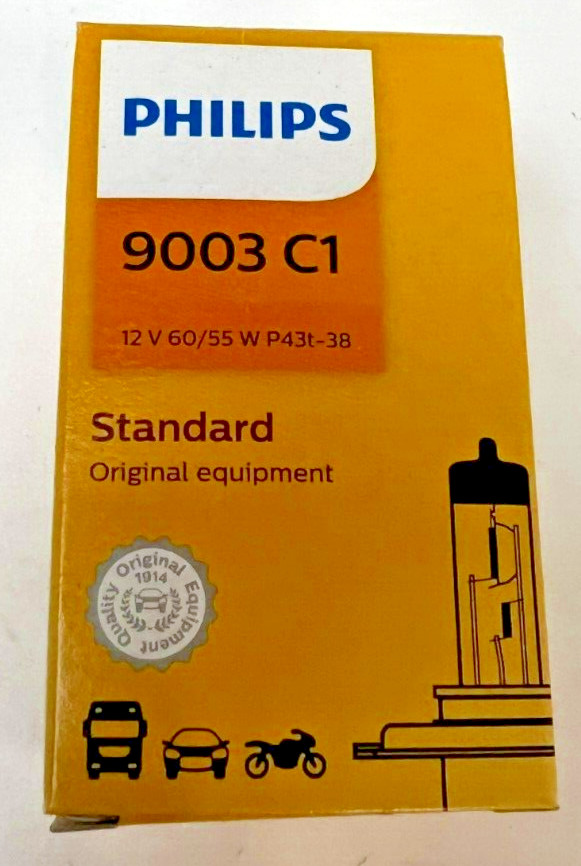 PHILIPS
9003 C1
12 V 60/55 W P43t-38
Standard
Original equipment
Quality Original Equipment
1914